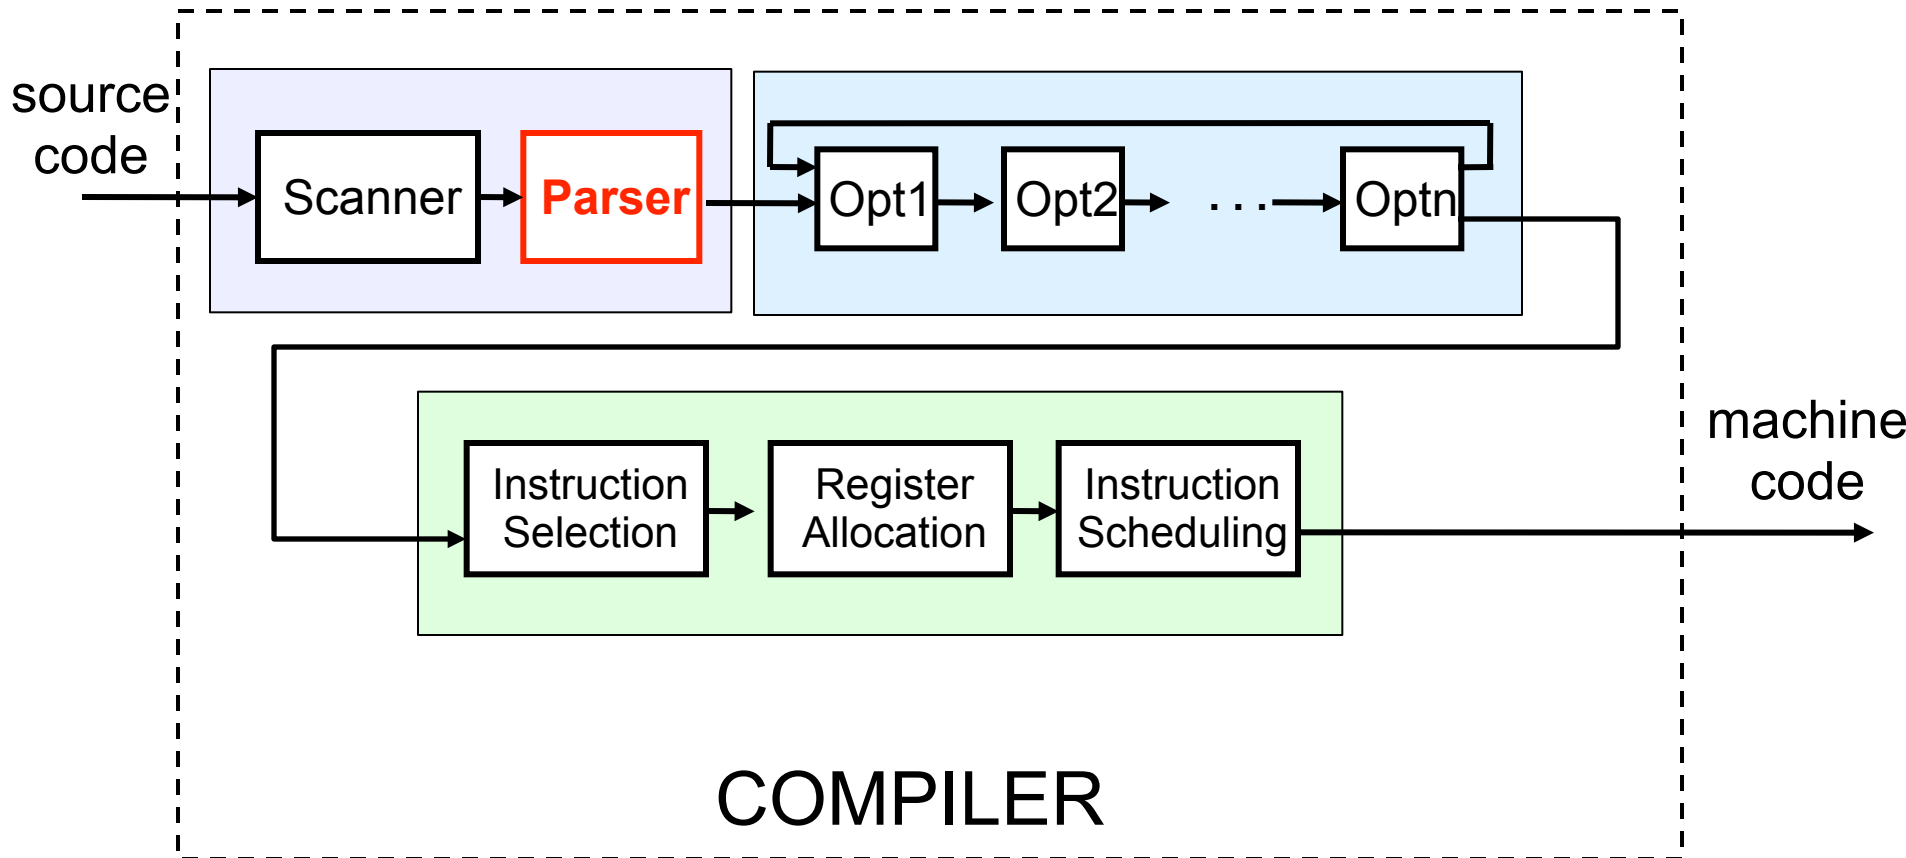 source
code
Scanner
Parser
Opt1
Opt2
. . .
Optn
Instruction
Selection
Register
Allocation
Instruction
Scheduling
machine
code
COMPILER